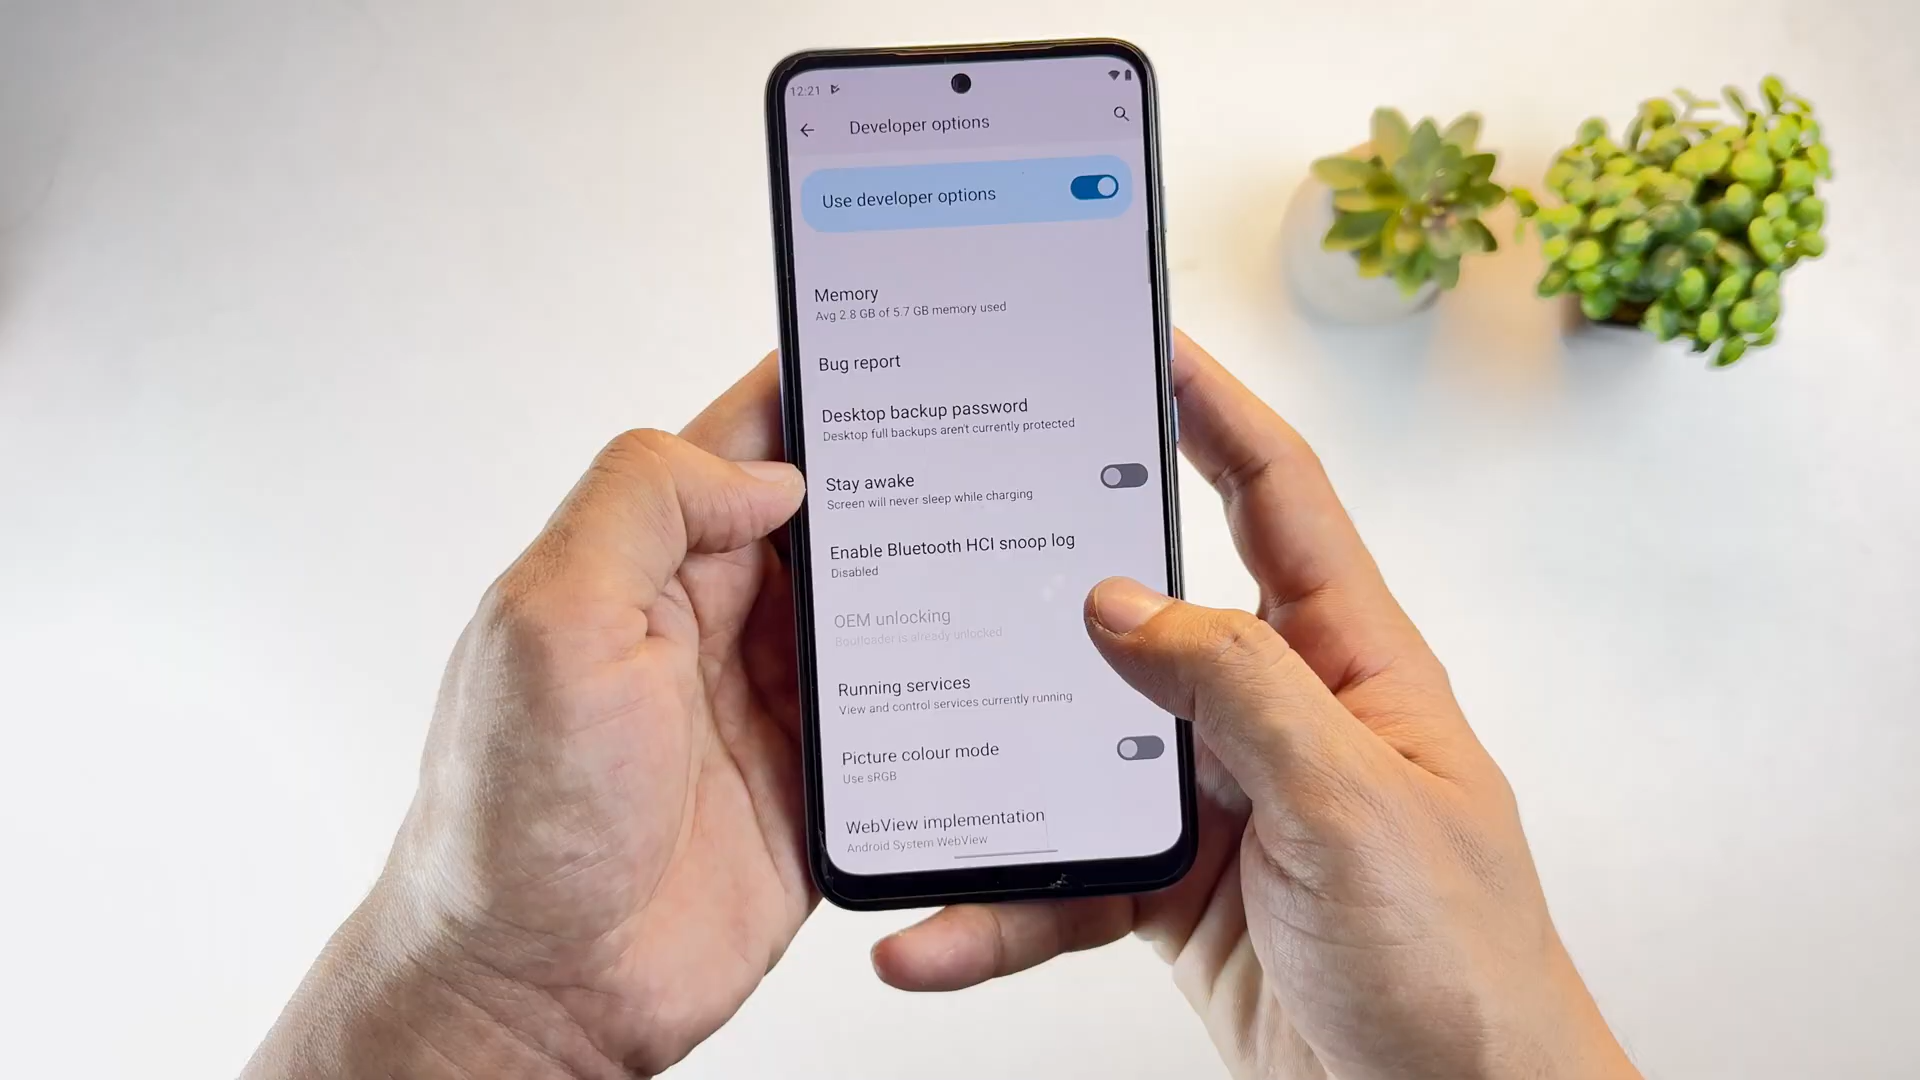 12:21
Developer options
Use developer options
Memory
Avg 2.8 GB of 5.7 GB memory used
Bug report
Desktop backup password
Desktop full backups aren't currently protected
Stay awake
Screen will never sleep while charging
Enable Bluetooth HCI snoop log
Disabled
OEM unlocking
Bootloader is already unlocked
Running services
View and control services currently running
Picture colour mode
Use sRGB
WebView implementation
Android System WebView